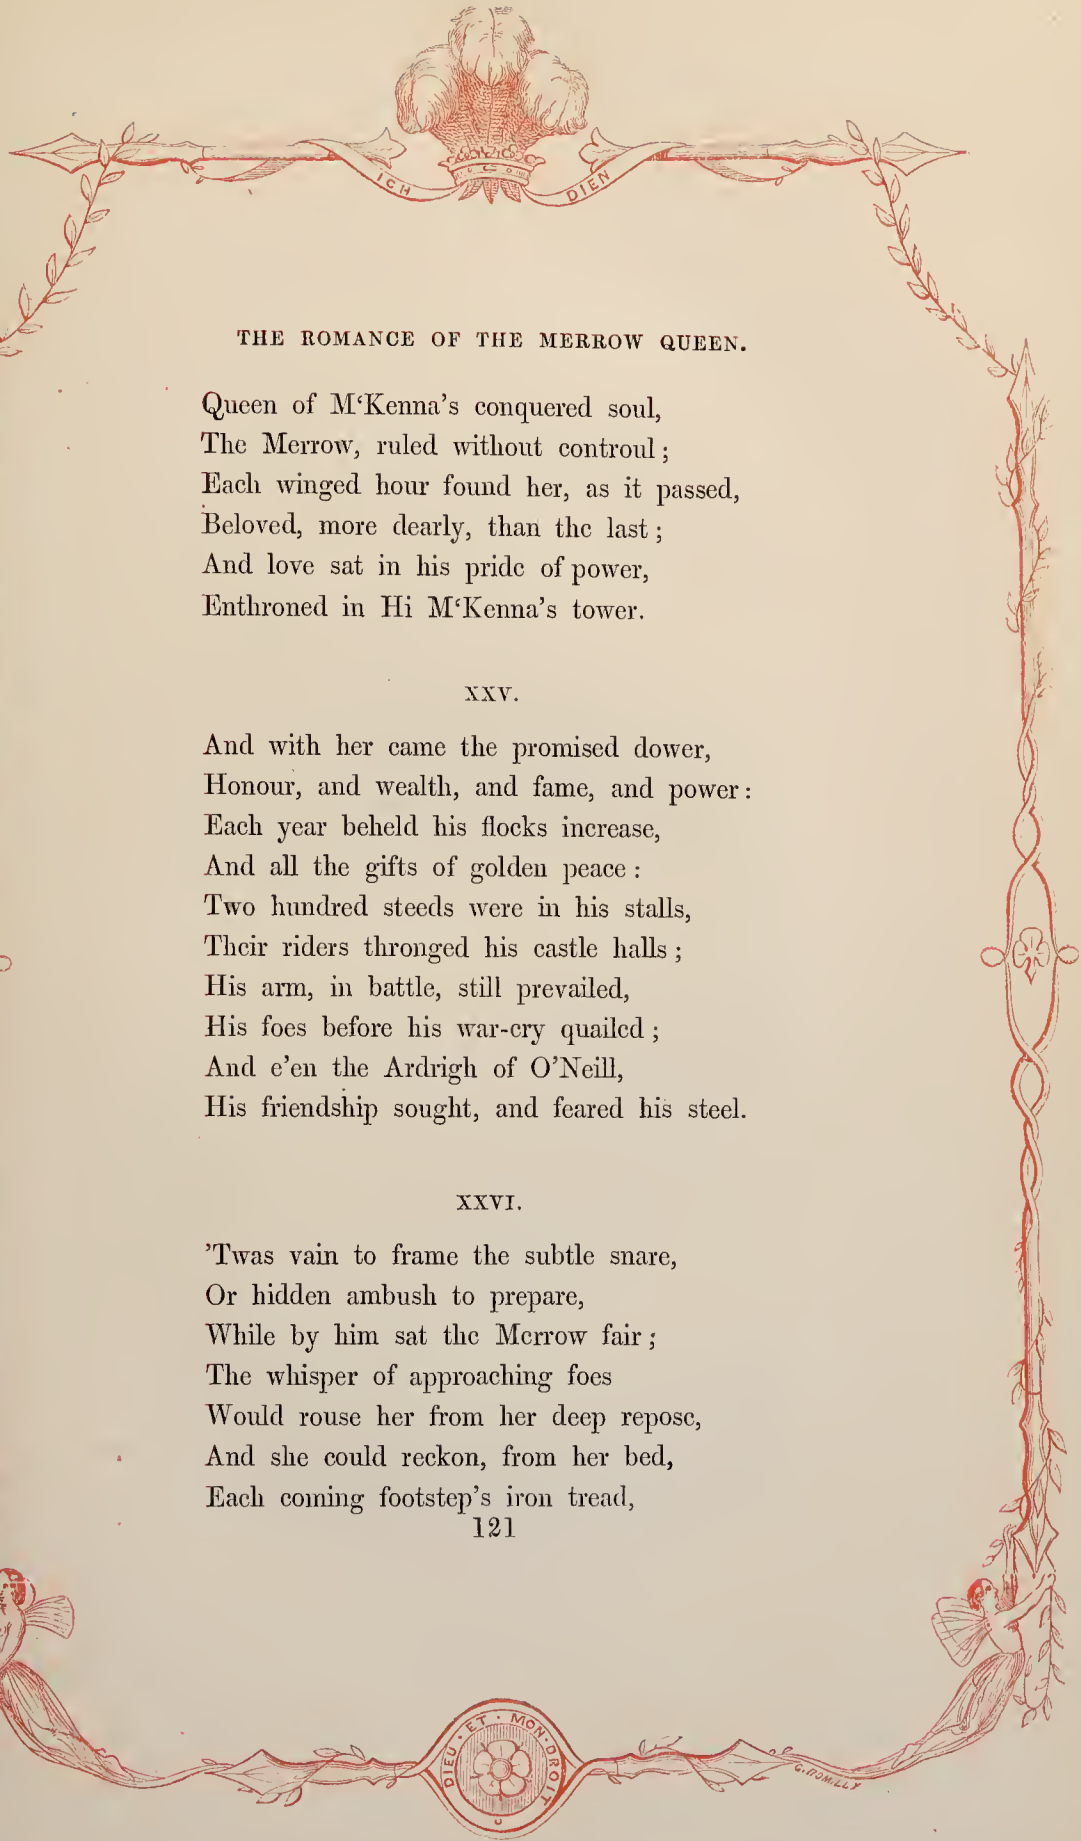 ICH DIEN
THE ROMANCE OF THE MERROW QUEEN.
Queen of M‘Kenna’s conquered soul,
The Merrow, ruled without controul;
Each winged hour found her, as it passed,
Beloved, more dearly, than the last;
And love sat in his pride of power,
Enthroned in Hi M‘Kenna’s tower.
XXV.
And with her came the promised dower,
Honour, and wealth, and fame, and power:
Each year beheld his flocks increase,
And all the gifts of golden peace:
Two hundred steeds were in his stalls,
Their riders thronged his castle halls;
His arm, in battle, still prevailed,
His foes before his war-cry quailed;
And e’en the Ardrigh of O’Neill,
His friendship sought, and feared his steel.
XXVI.
’Twas vain to frame the subtle snare,
Or hidden ambush to prepare,
While by him sat the Merrow fair;
The whisper of approaching foes
Would rouse her from her deep repose,
And she could reckon, from her bed,
Each coming footstep’s iron tread,
121
DIEU · ET · MON · DROIT
G. ROMILLY